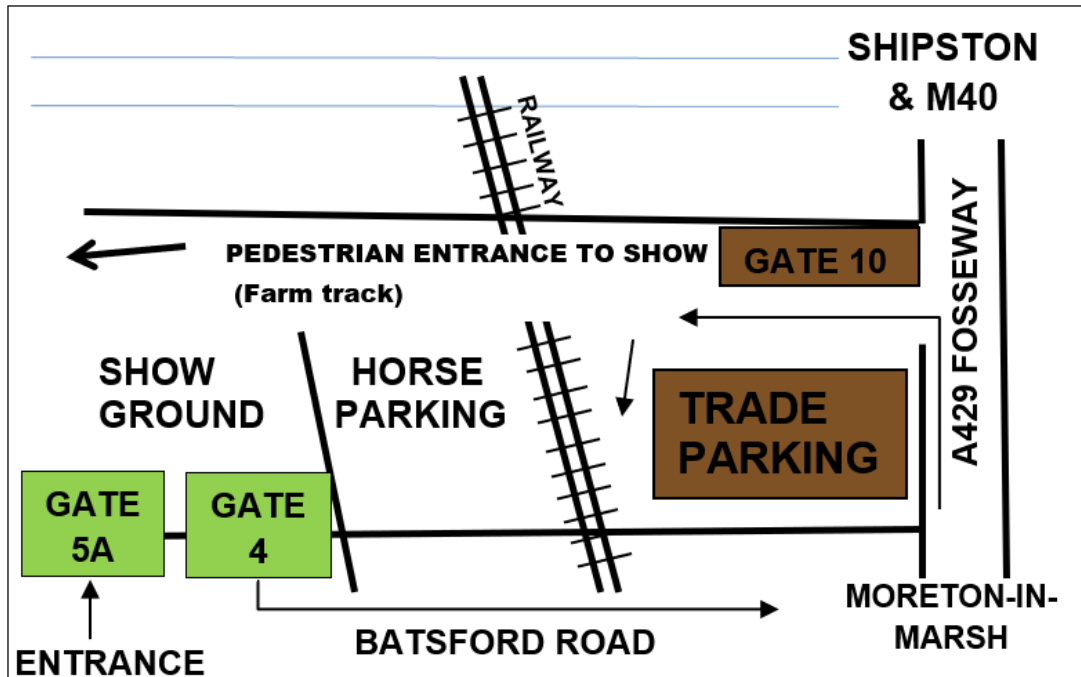 SHIPSTON
& M40
RAILWAY
PEDESTRIAN ENTRANCE TO SHOW
(Farm track)
GATE 10
A429 FOSSEWAY
SHOW
GROUND
HORSE
PARKING
TRADE
PARKING
GATE
5A
GATE
4
ENTRANCE
BATSFORD ROAD
MORETON-IN-
MARSH